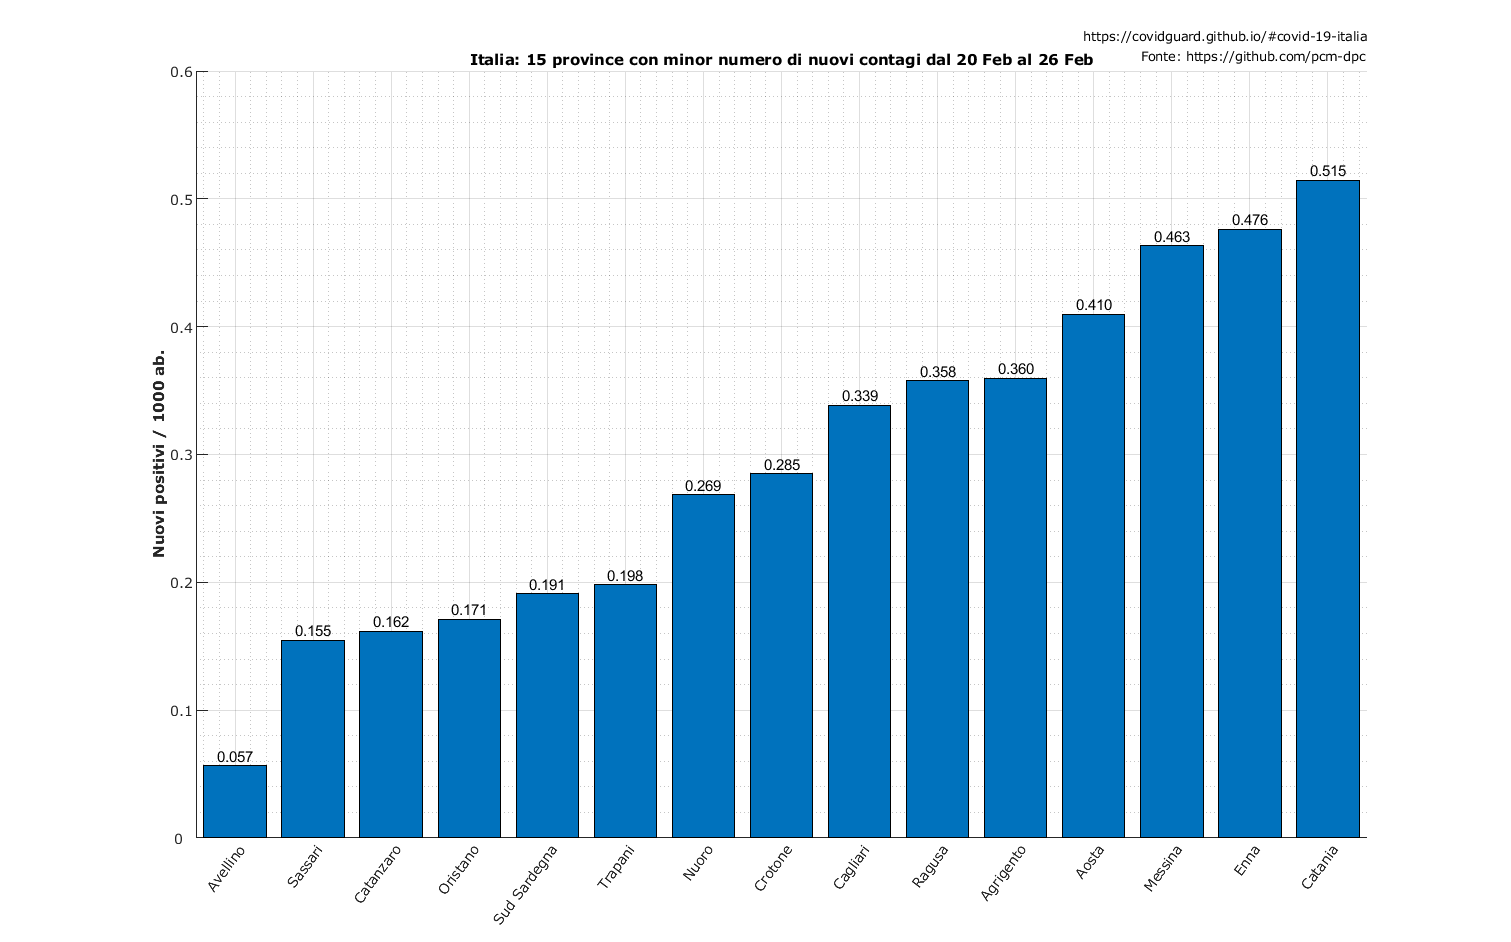 https://covidguard.github.io/#covid-19-italia
Fonte: https://github.com/pcm-dpc
Italia: 15 province con minor numero di nuovi contagi dal 20 Feb al 26 Feb
Nuovi positivi / 1000 ab.
0.6
0.5
0.4
0.3
0.2
0.1
0
0.057
0.155
0.162
0.171
0.191
0.198
0.269
0.285
0.339
0.358
0.360
0.410
0.463
0.476
0.515
Avellino
Sassari
Catanzaro
Oristano
Sud Sardegna
Trapani
Nuoro
Crotone
Cagliari
Ragusa
Agrigento
Aosta
Messina
Enna
Catania